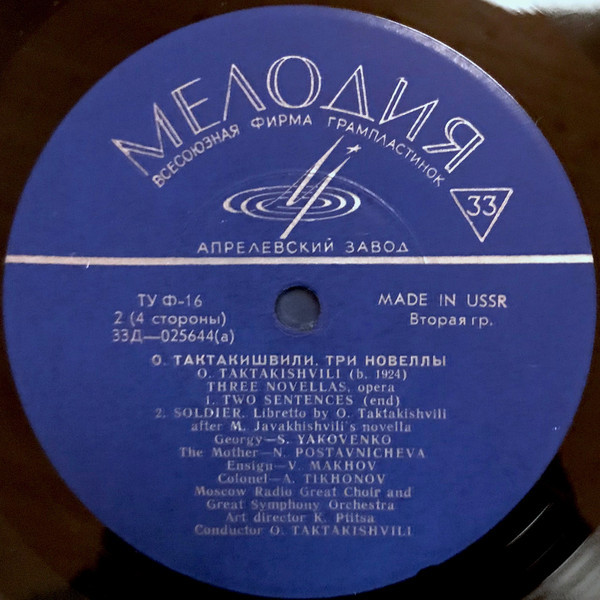 МЕЛОДИЯ
ВСЕСОЮЗНАЯ ФИРМА ГРАМПЛАСТИНОК
33
АПРЕЛЕВСКИЙ ЗАВОД
ТУ Ф-16
2 (4 стороны)
33Д—025644(а)
MADE IN USSR
Вторая гр.
О. ТАКТАКИШВИЛИ. ТРИ НОВЕЛЛЫ
O. TAKTAKISHVILI (b. 1924)
THREE NOVELLAS, opera
1. TWO SENTENCES (end)
2. SOLDIER. Libretto by O. Taktakishvili
after M. Javakhishvili's novella
Georgy—S. YAKOVENKO
The Mother—N. POSTAVNICHEVA
Ensign—V. MAKHOV
Colonel—A. TIKHONOV
Moscow Radio Great Choir and
Great Symphony Orchestra
Art director K. Ptitsa
Conductor O. TAKTAKISHVILI